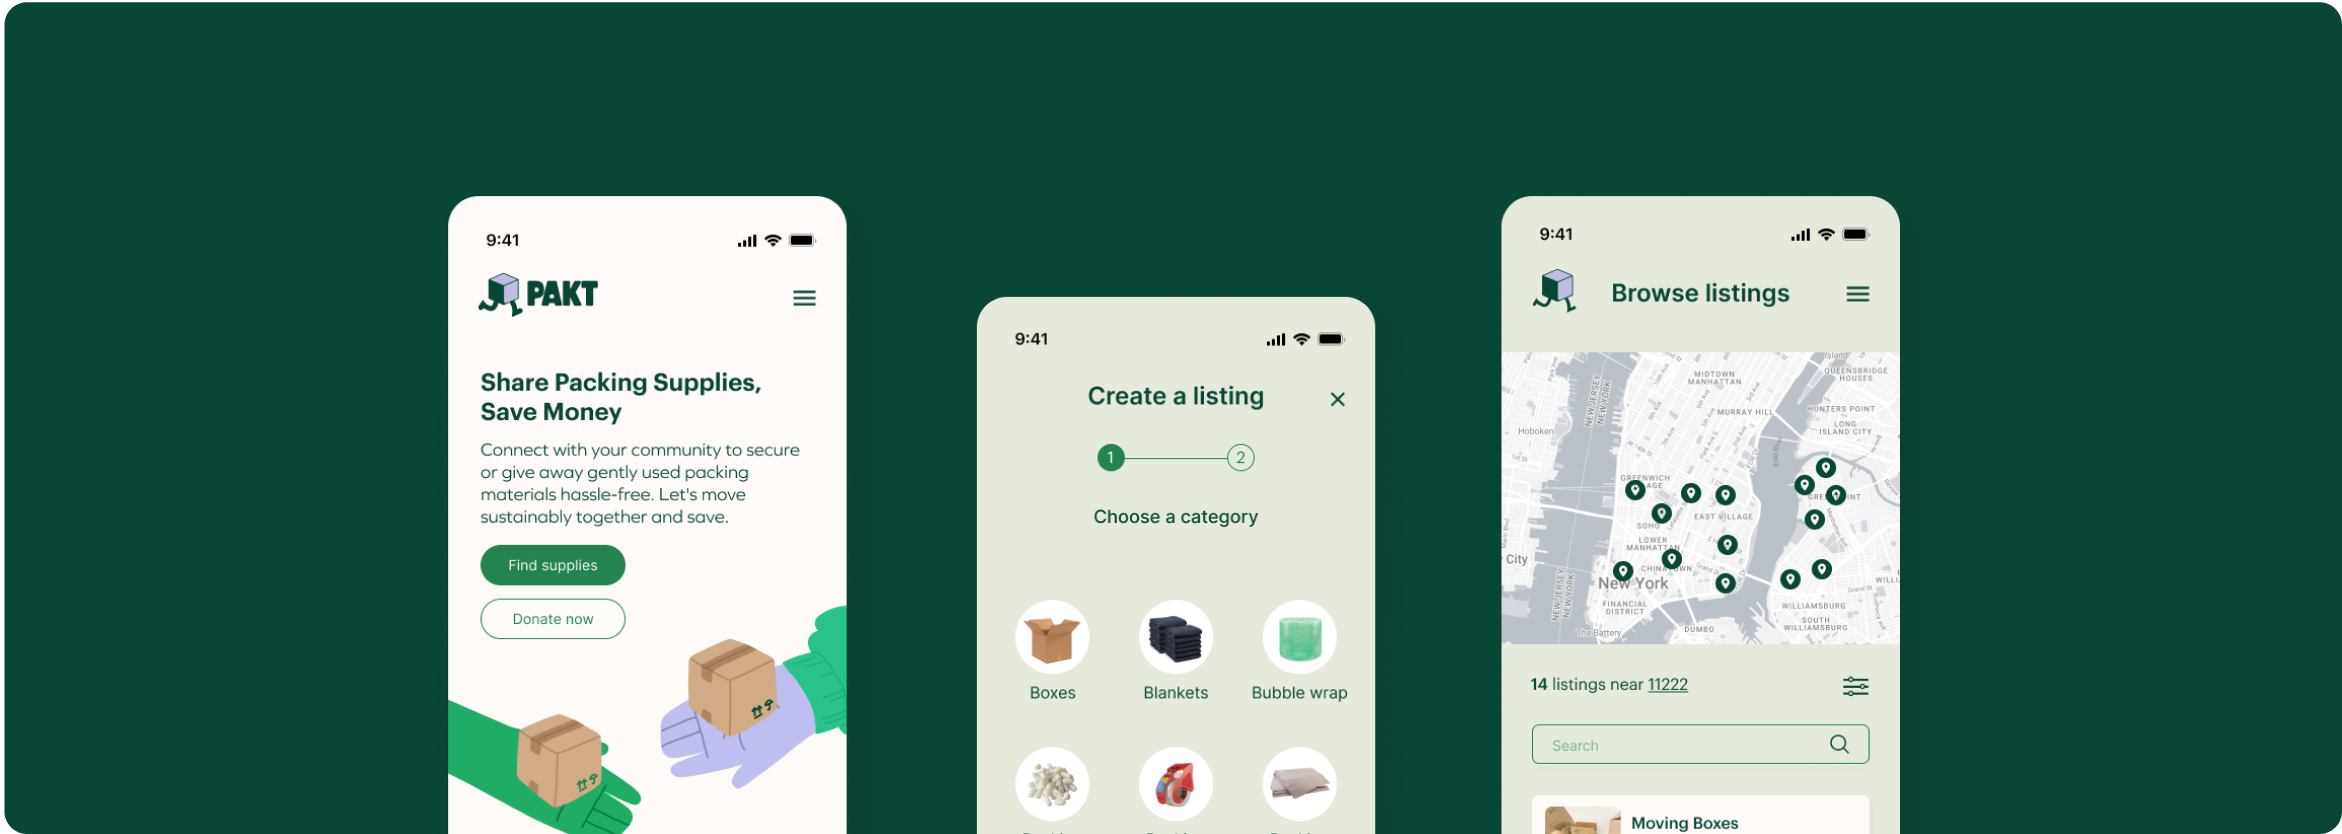 9:41
PAKT
Share Packing Supplies,
Save Money
Connect with your community to secure
or give away gently used packing
materials hassle-free. Let's move
sustainably together and save.
Find supplies
Donate now
9:41
Create a listing
1
2
Choose a category
Boxes
Blankets
Bubble wrap
9:41
Browse listings
Island
QUEENSBRIDGE
HOUSES
MIDTOWN
MANHATTAN
NEW JERSEY
NEW YORK
MURRAY HILL
HUNTERS POINT
LONG
ISLAND CITY
Hoboken
GREENWICH
EAST VILLAGE
SOHO
LOWER
MANHATTAN
City
New York
FINANCIAL
DISTRICT
NEW JERSEY
NEW YORK
The Battery
DUMBO
WILLIAMSBURG
SOUTH
WILLIAMSBURG
Grand St
14 listings near 11222
Search
Moving Boxes